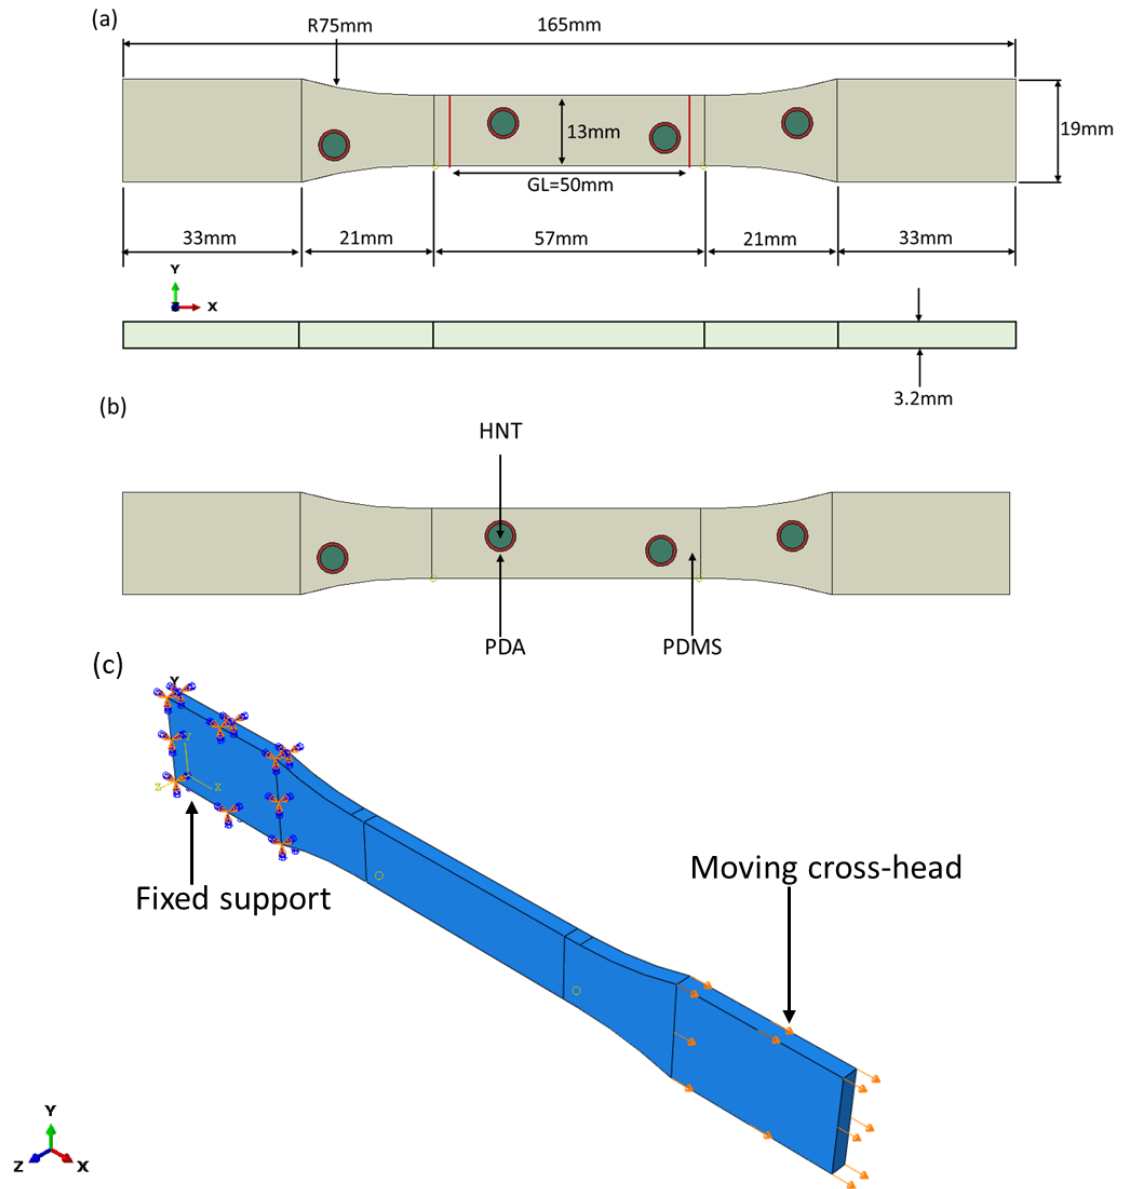 (a)
R75mm
165mm
13mm
19mm
GL=50mm
33mm
21mm
57mm
21mm
33mm
Y
Z
X
3.2mm
(b)
HNT
PDA
PDMS
(c)
Y
Y
Z
X
Fixed support
Moving cross-head
Y
Z
X